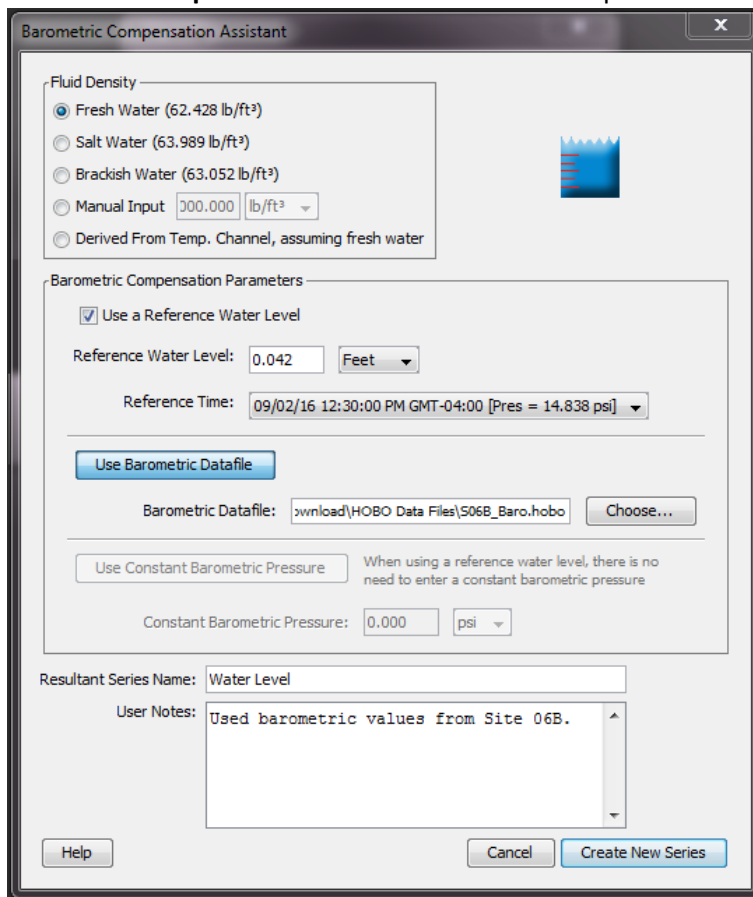 Barometric Compensation Assistant
x
Fluid Density
Fresh Water (62.428 lb/ft³)
Salt Water (63.989 lb/ft³)
Brackish Water (63.052 lb/ft³)
Manual Input 000.000 lb/ft³
Derived From Temp. Channel, assuming fresh water
Barometric Compensation Parameters
Use a Reference Water Level
Reference Water Level: 0.042 Feet
Reference Time: 09/02/16 12:30:00 PM GMT-04:00 [Pres = 14.838 psi]
Use Barometric Datafile
Barometric Datafile: ownload\HOBO Data Files\S06B_Baro.hobo Choose...
Use Constant Barometric Pressure
When using a reference water level, there is no
need to enter a constant barometric pressure
Constant Barometric Pressure: 0.000 psi
Resultant Series Name: Water Level
User Notes: Used barometric values from Site 06B.
Help Cancel Create New Series